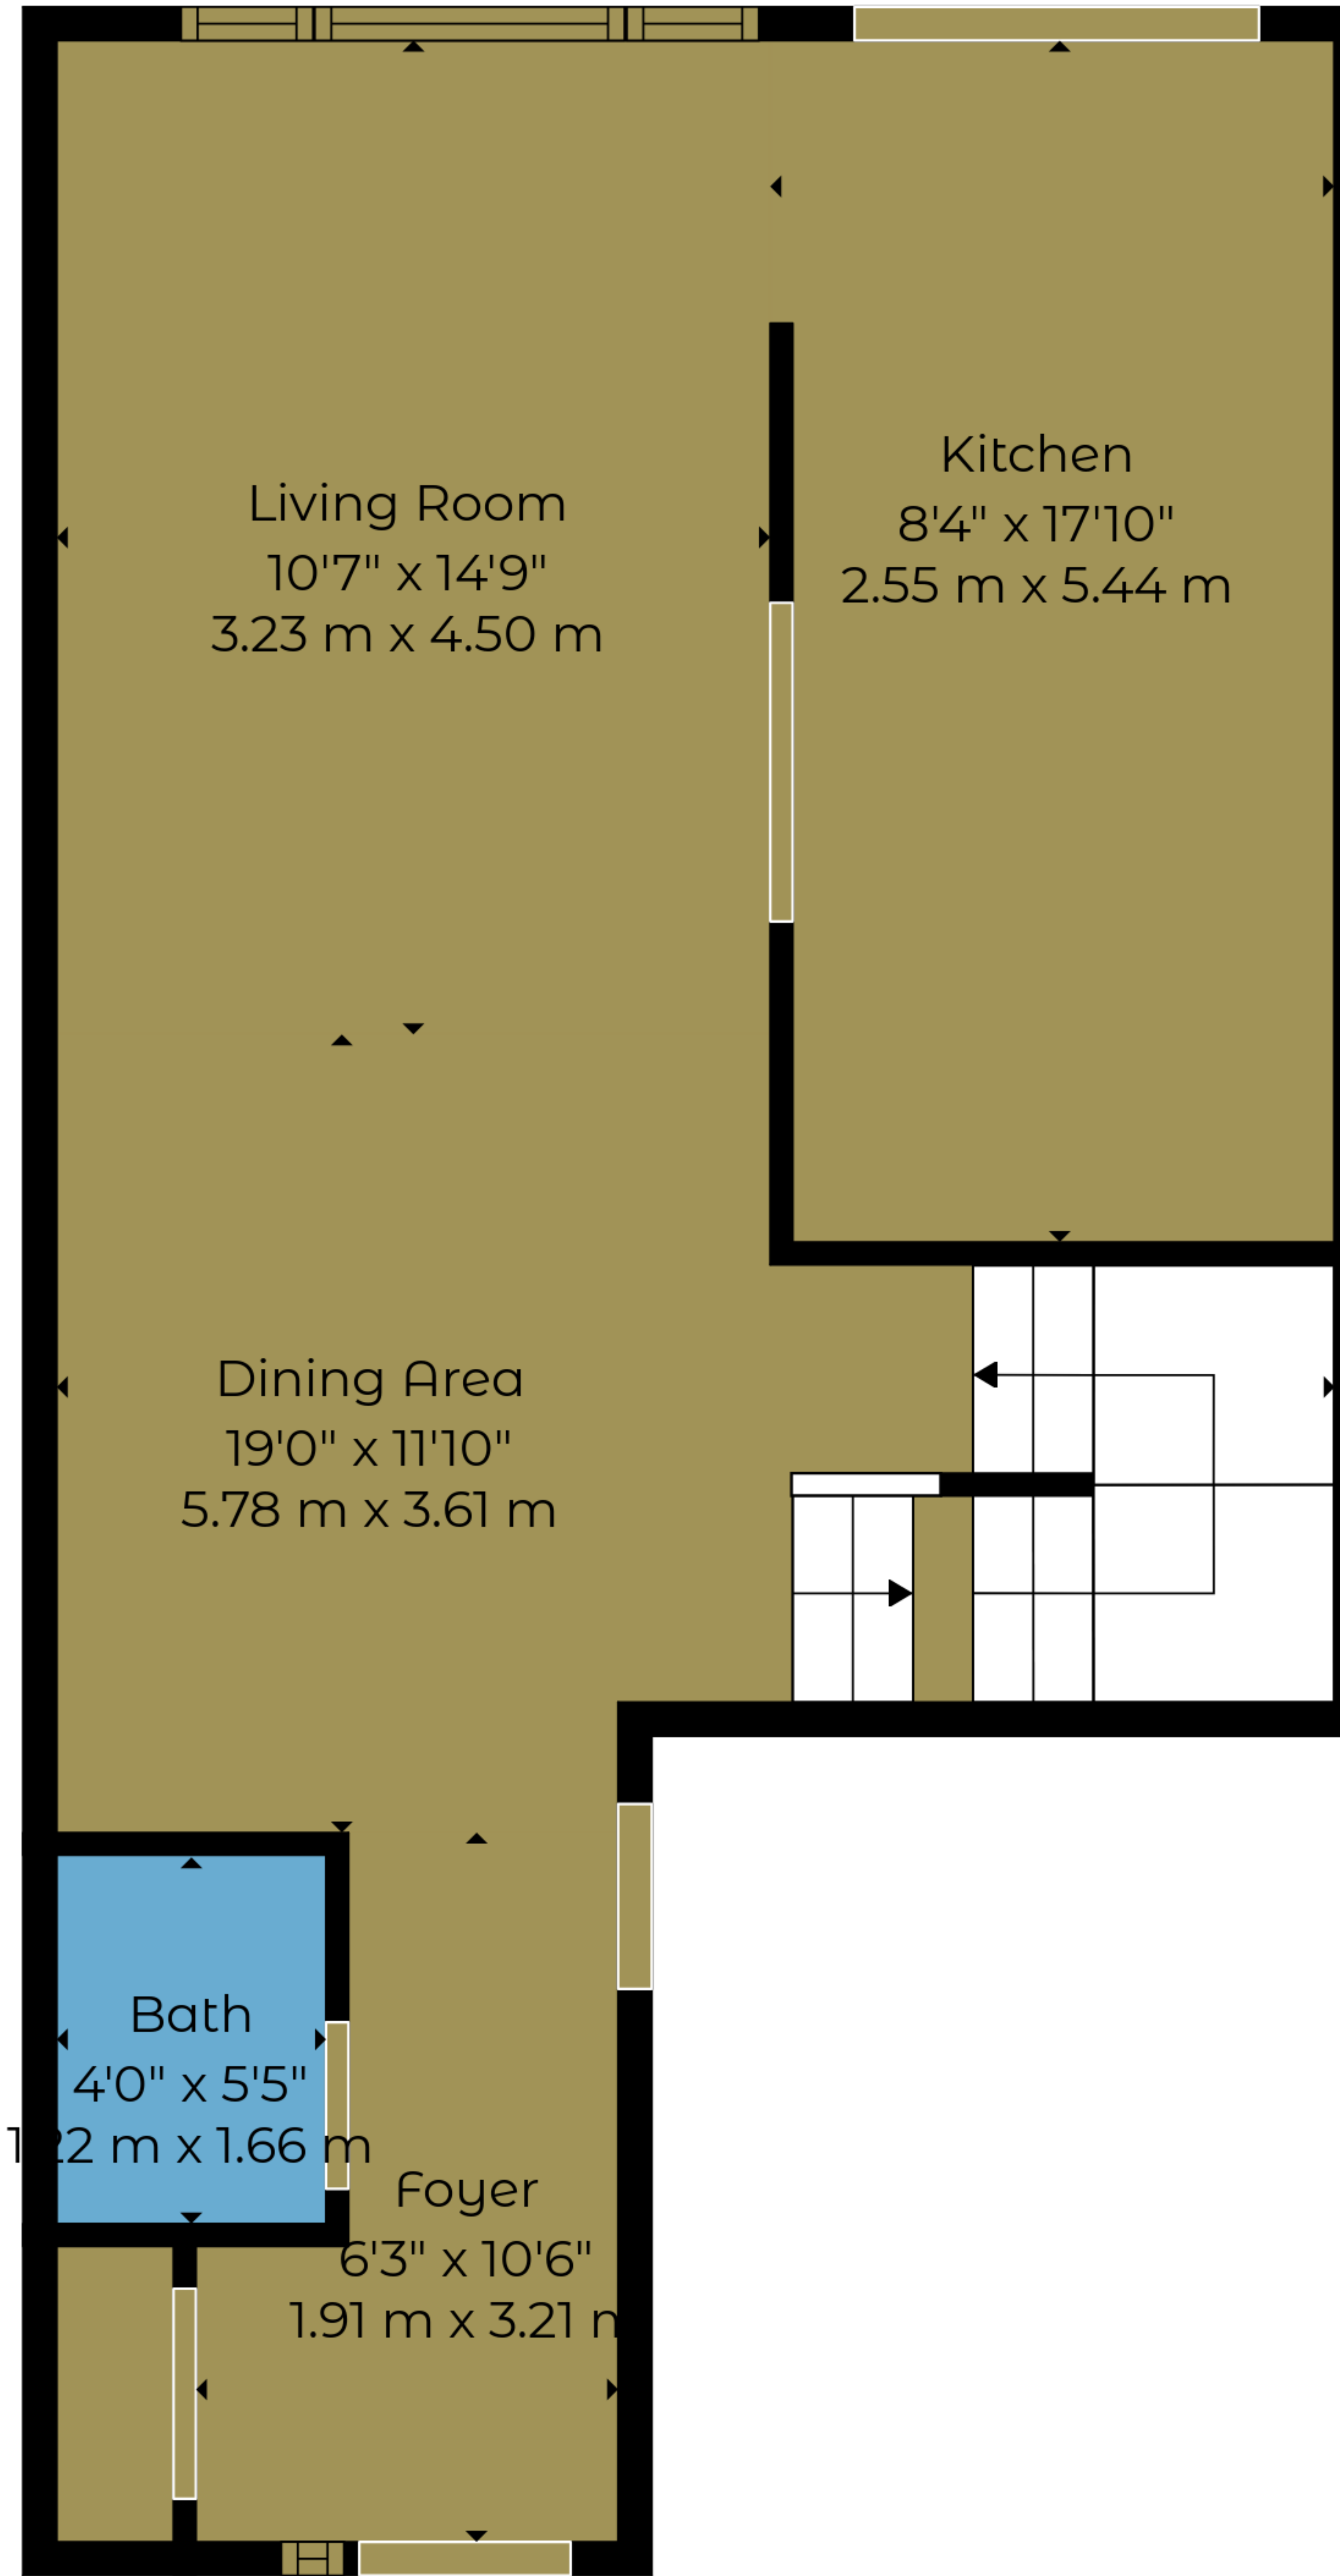 Living Room
10'7" x 14'9"
3.23 m x 4.50 m
Kitchen
8'4" x 17'10"
2.55 m x 5.44 m
Dining Area
19'0" x 11'10"
5.78 m x 3.61 m
Bath
4'0" x 5'5"
1.22 m x 1.66 m
Foyer
6'3" x 10'6"
1.91 m x 3.21 m